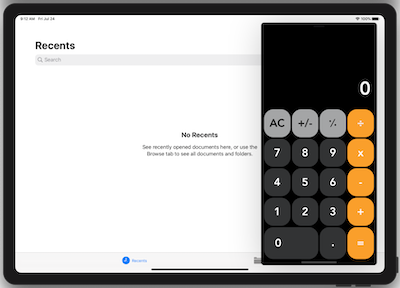 9:12 AM Fri Jul 24
100%
Recents
Search
0
No Recents
See recently opened documents here, or use the
Browse tab to see all documents and folders.
AC +/- ٪ ÷
7 8 9 x
4 5 6 -
1 2 3 +
0 . =
Recents